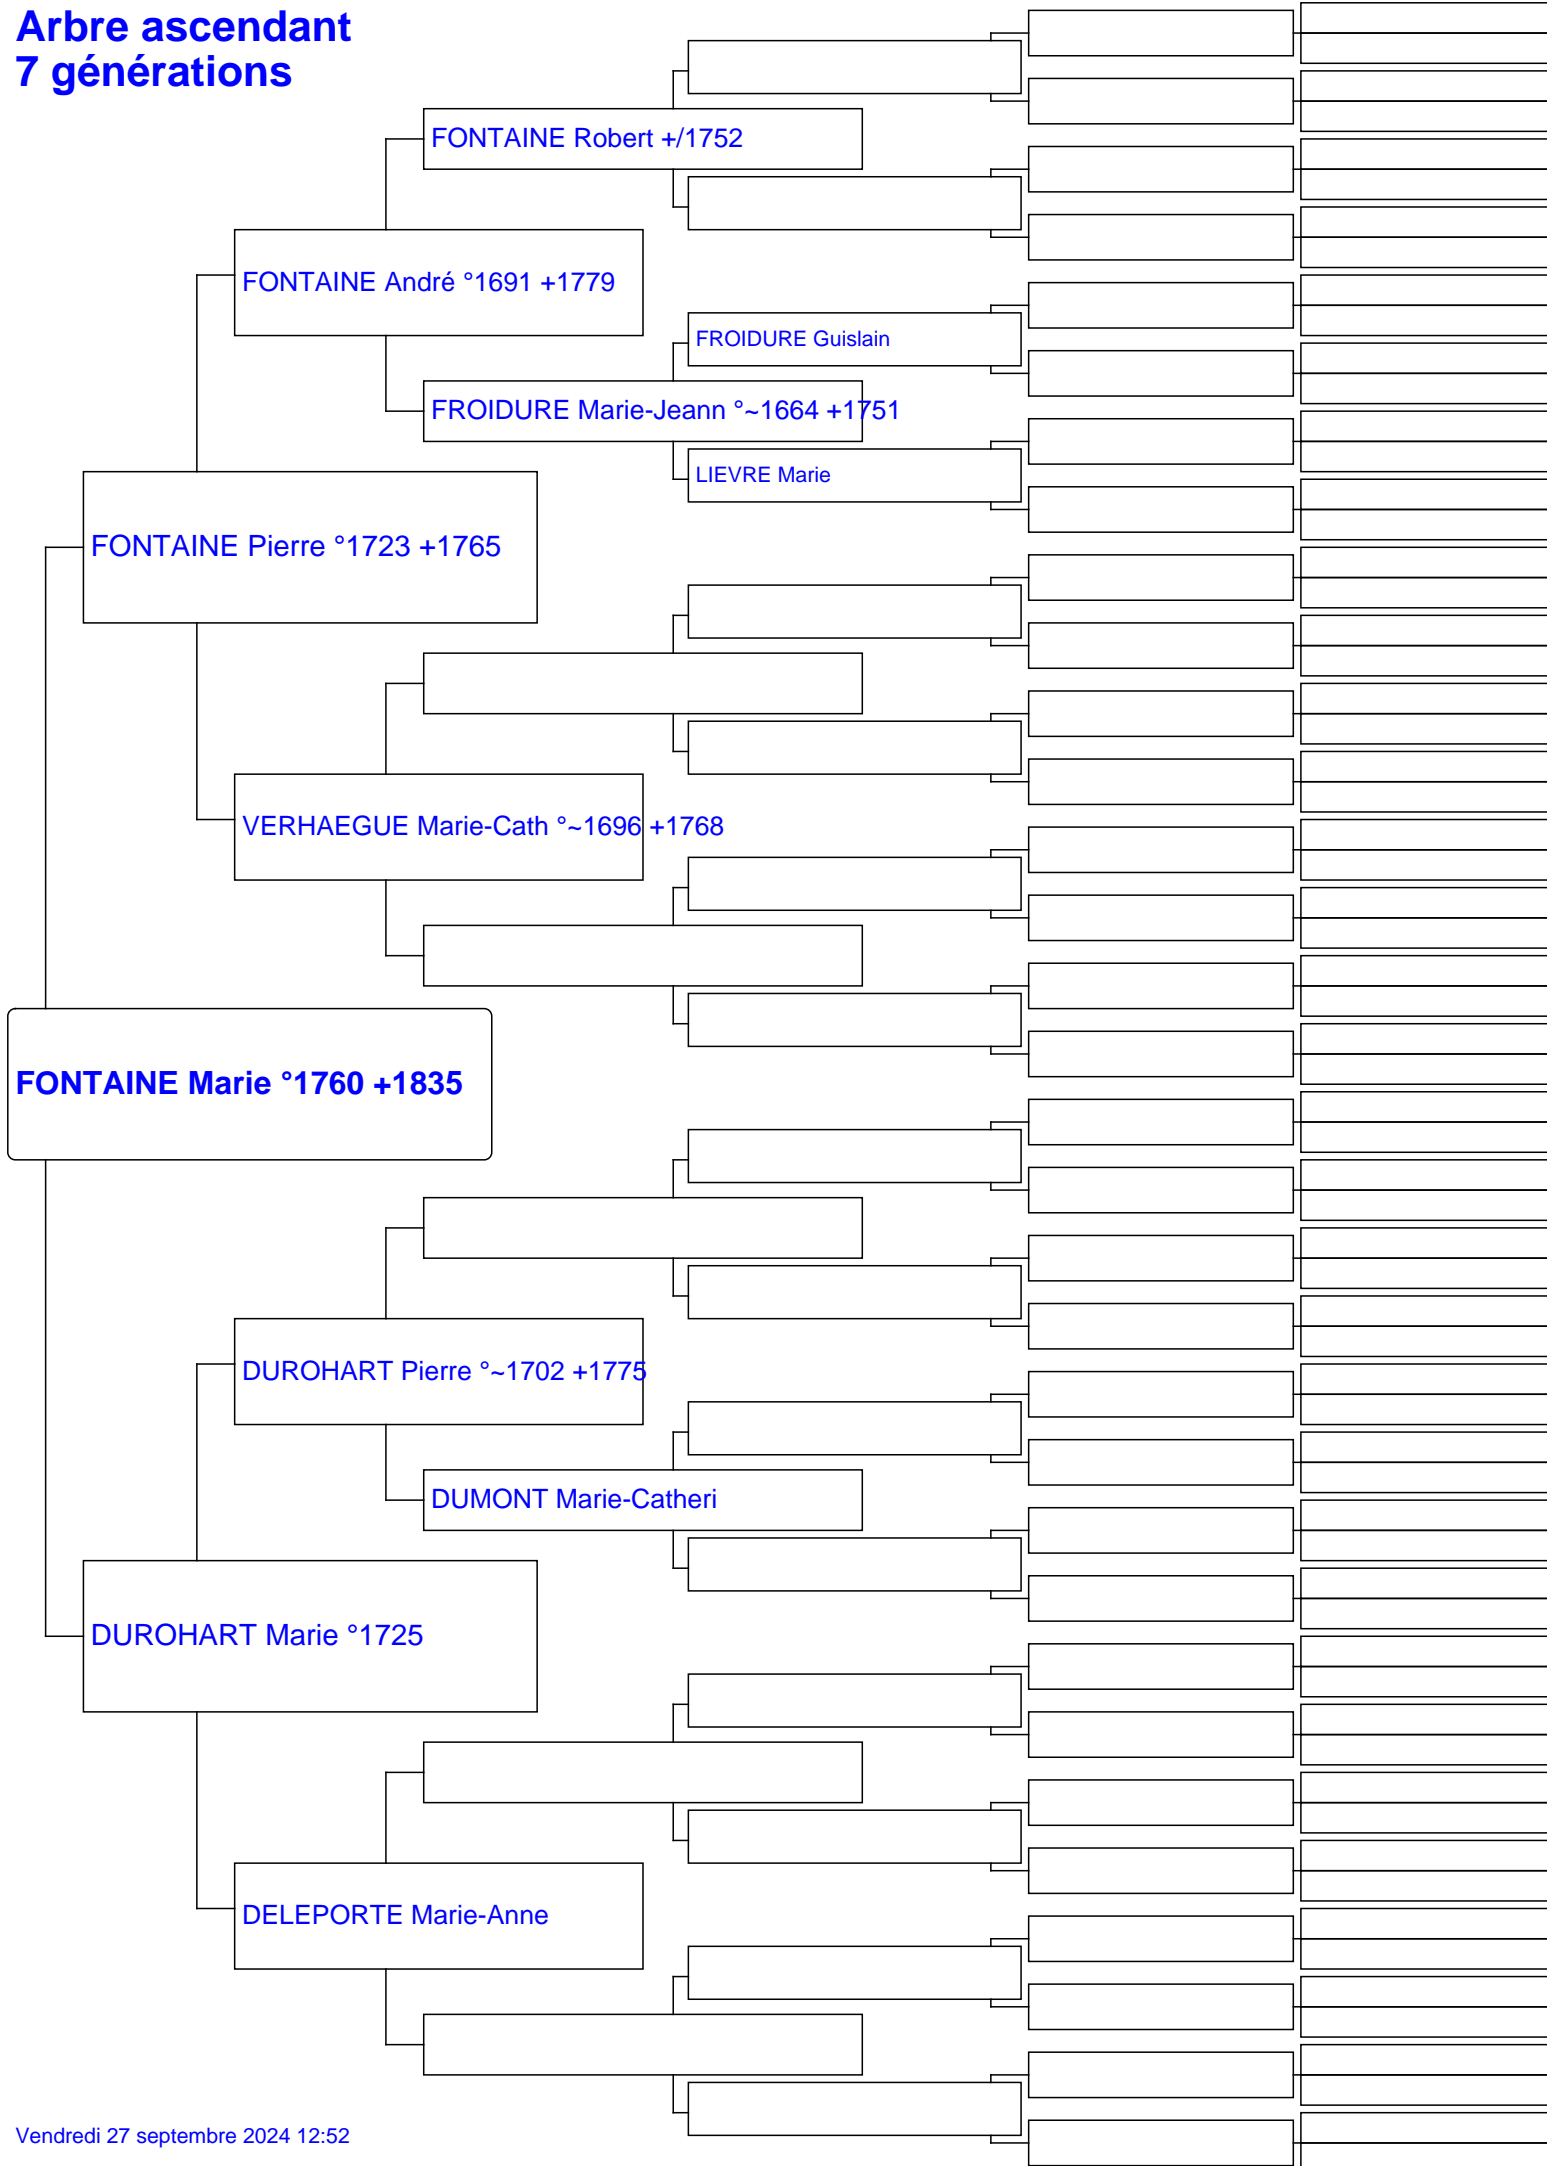 Arbre ascendant
7 générations
FONTAINE Robert +/1752
FONTAINE André °1691 +1779
FROIDURE Guislain
FROIDURE Marie-Jeann °~1664 +1751
LIEVRE Marie
FONTAINE Pierre °1723 +1765
VERHAEGUE Marie-Cath °~1696 +1768
FONTAINE Marie °1760 +1835
DUROHART Pierre °~1702 +1775
DUMONT Marie-Catheri
DUROHART Marie °1725
DELEPORTE Marie-Anne
Vendredi 27 septembre 2024 12:52